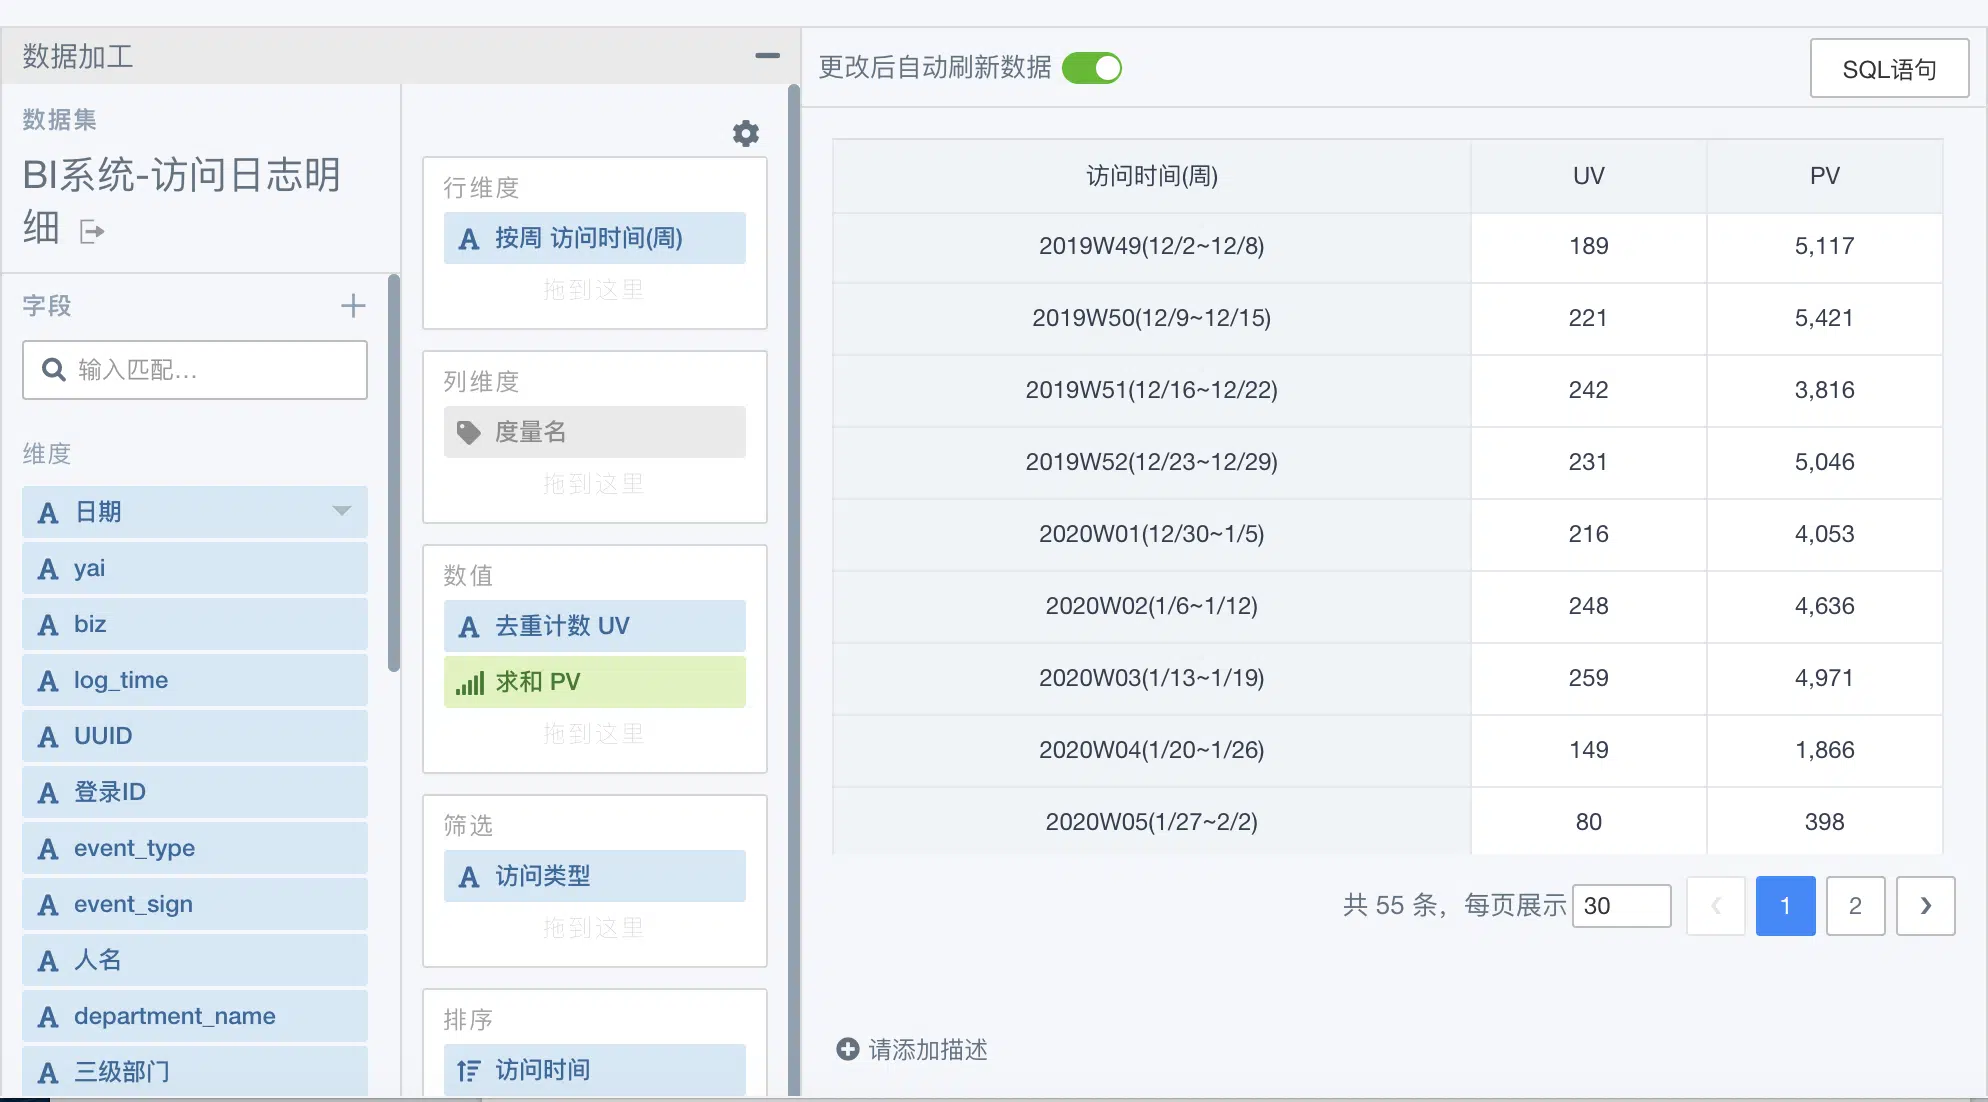 数据加工
数据集
BI系统-访问日志明
细
字段
输入匹配...
维度
日期
yai
biz
log_time
UUID
登录ID
event_type
event_sign
人名
department_name
三级部门
行维度
按周 访问时间(周)
拖到这里
列维度
度量名
拖到这里
数值
去重计数 UV
求和 PV
拖到这里
筛选
访问类型
拖到这里
排序
访问时间
更改后自动刷新数据
SQL语句
访问时间(周) UV PV
2019W49(12/2~12/8) 189 5,117
2019W50(12/9~12/15) 221 5,421
2019W51(12/16~12/22) 242 3,816
2019W52(12/23~12/29) 231 5,046
2020W01(12/30~1/5) 216 4,053
2020W02(1/6~1/12) 248 4,636
2020W03(1/13~1/19) 259 4,971
2020W04(1/20~1/26) 149 1,866
2020W05(1/27~2/2) 80 398
共 55 条，每页展示 30 1 2
请添加描述